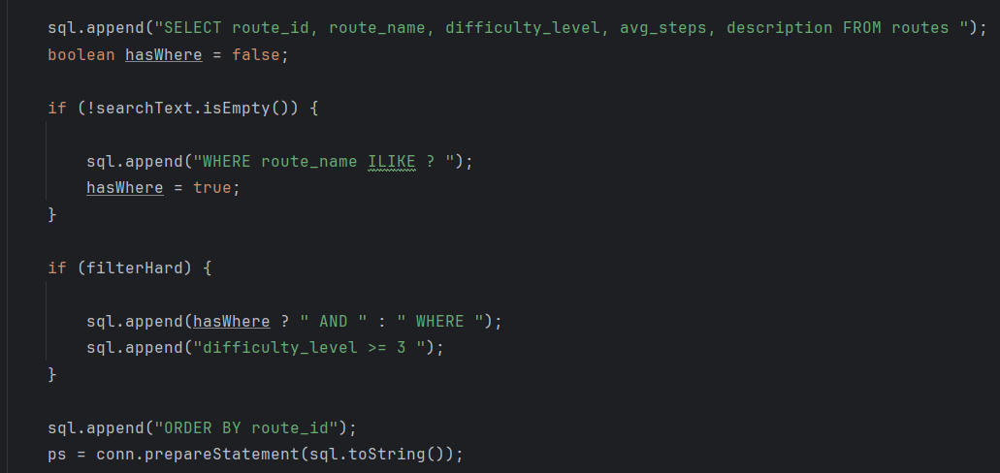 sql.append("SELECT route_id, route_name, difficulty_level, avg_steps, description FROM routes ");
boolean hasWhere = false;
if (!searchText.isEmpty()) {
sql.append("WHERE route_name ILIKE ? ");
hasWhere = true;
}
if (filterHard) {
sql.append(hasWhere ? " AND " : " WHERE ");
sql.append("difficulty_level >= 3 ");
}
sql.append("ORDER BY route_id");
ps = conn.prepareStatement(sql.toString());